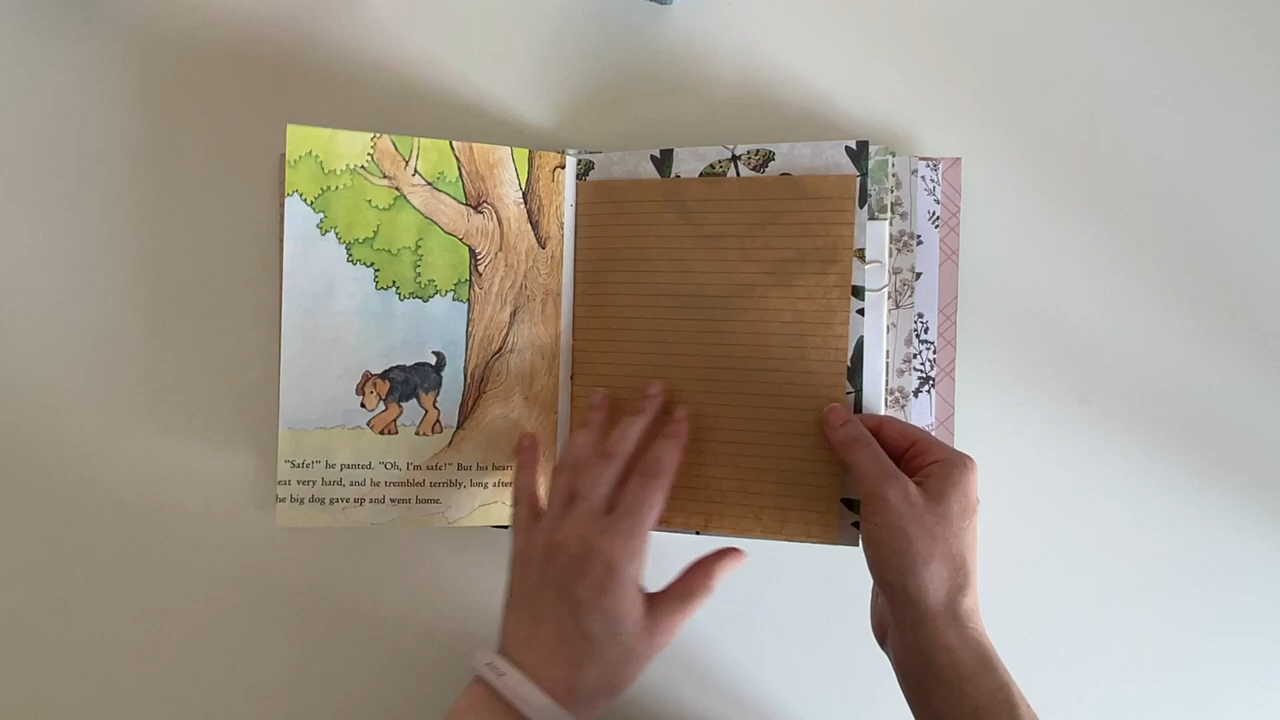 "Safe!" he panted. "Oh, I'm safe!" But his heart
eat very hard, and he trembled terribly, long after
he big dog gave up and went home.